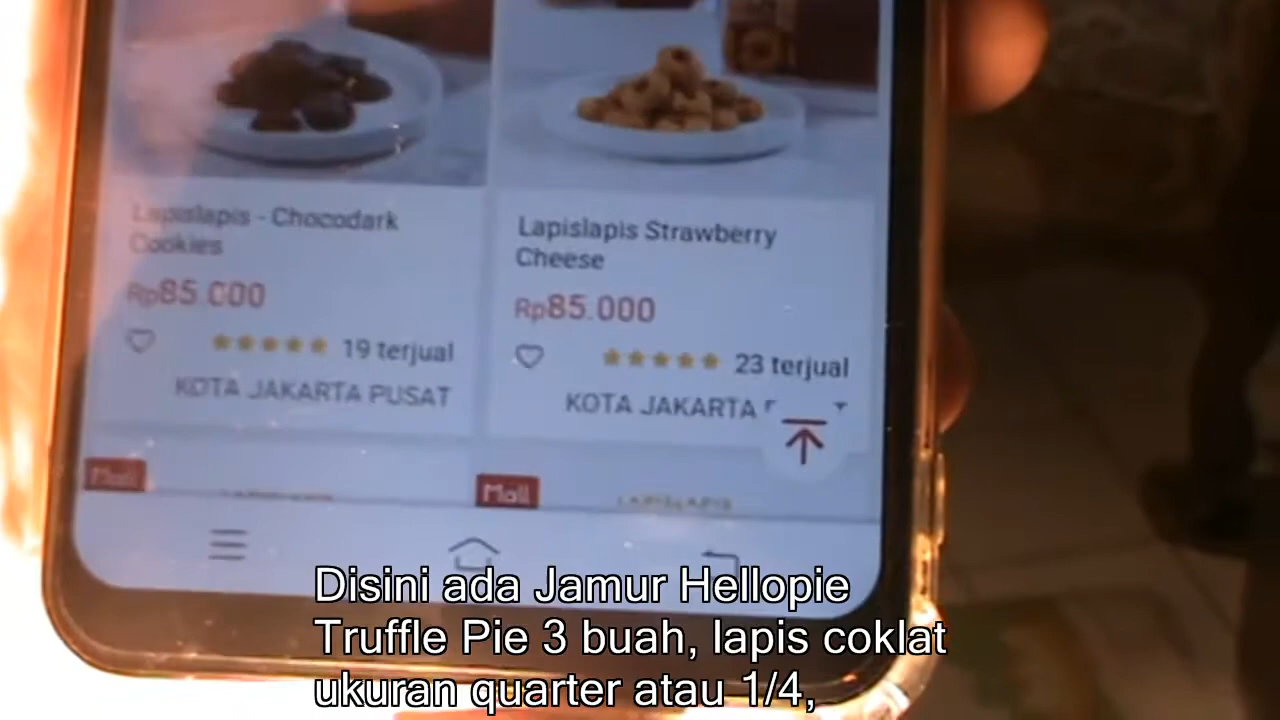 Lapislapis - Chocodark
Cookies
Rp85.000
19 terjual
KOTA JAKARTA PUSAT
Lapislapis Strawberry
Cheese
Rp85.000
23 terjual
KOTA JAKARTA
Mall
Mall
LAPISLAPIS
Disini ada Jamur Hellopie
Truffle Pie 3 buah, lapis coklat
ukuran quarter atau 1/4,